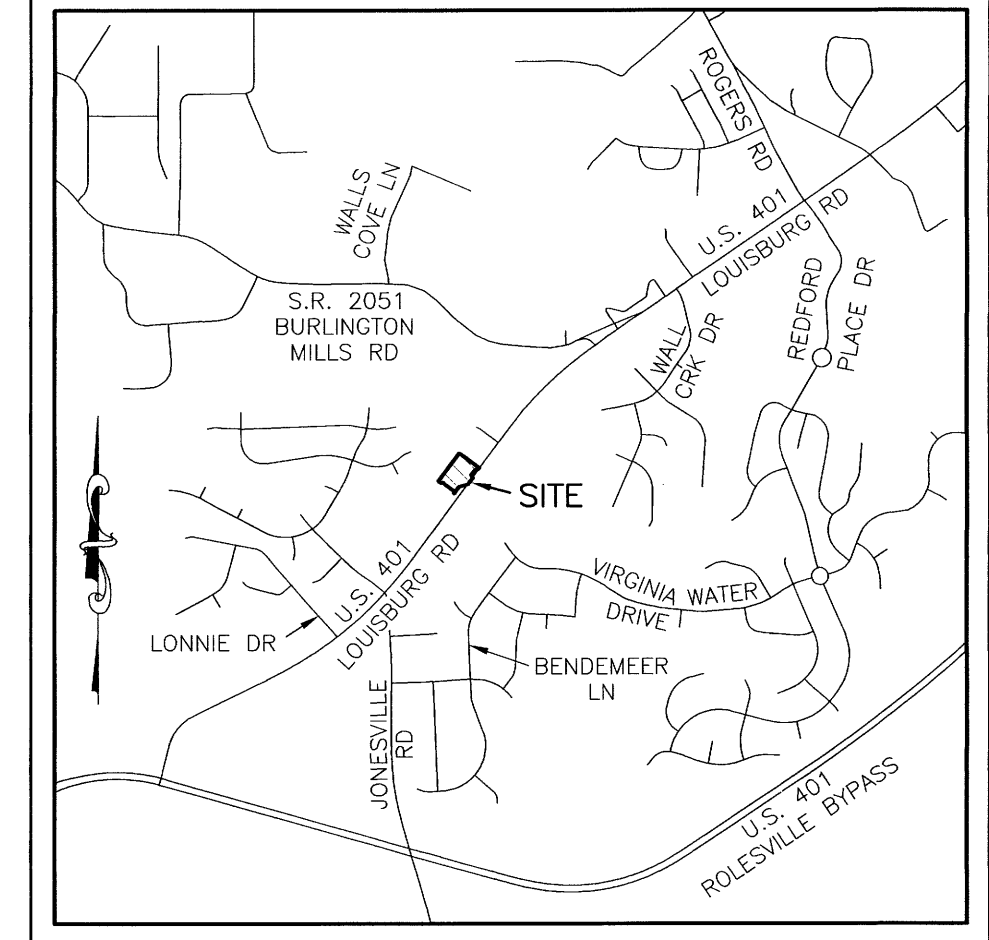 ROGERS RD
WALLS
COVE LN
U.S. 401
LOUISBURG RD
S.R. 2051
BURLINGTON
MILLS RD
WALL
CRK DR
REDFORD
PLACE DR
SITE
U.S. 401
LOUISBURG RD
LONNIE DR
VIRGINIA WATER
DRIVE
BENDEMEER
LN
JONESVILLE
RD
U.S. 401
ROLESVILLE BYPASS